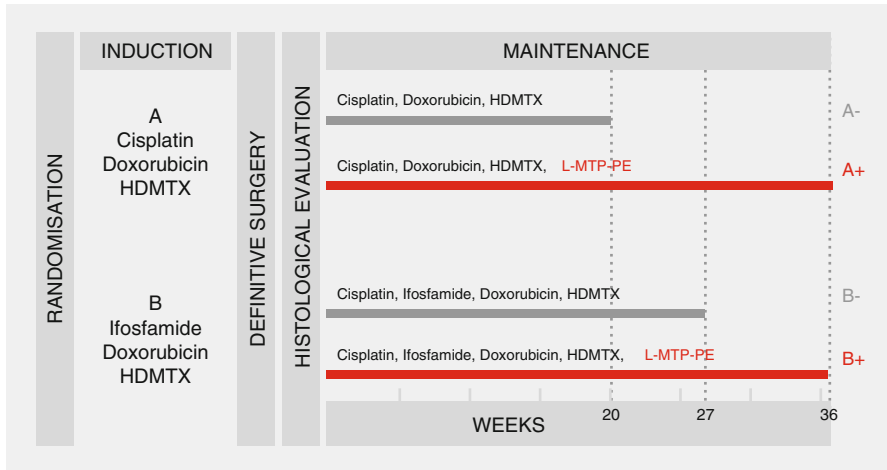 RANDOMISATION
INDUCTION
A
Cisplatin
Doxorubicin
HDMTX
B
Ifosfamide
Doxorubicin
HDMTX
DEFINITIVE SURGERY
HISTOLOGICAL EVALUATION
MAINTENANCE
Cisplatin, Doxorubicin, HDMTX
A-
Cisplatin, Doxorubicin, HDMTX, L-MTP-PE
A+
Cisplatin, Ifosfamide, Doxorubicin, HDMTX
B-
Cisplatin, Ifosfamide, Doxorubicin, HDMTX, L-MTP-PE
B+
WEEKS
20
27
36